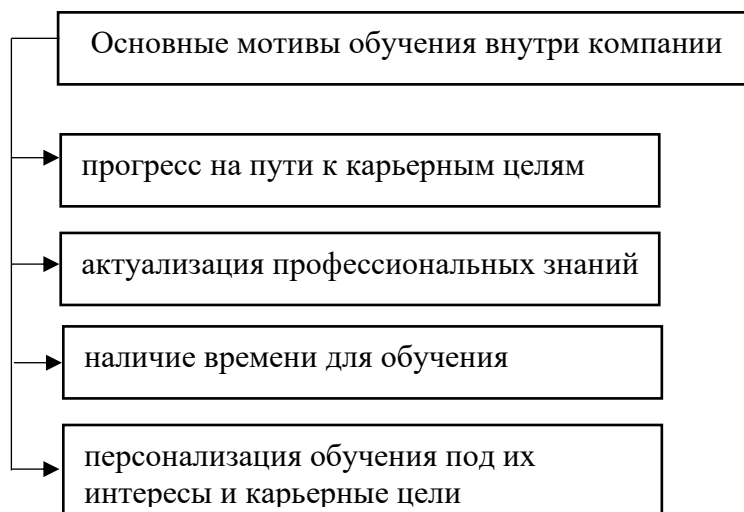 Основные мотивы обучения внутри компании
прогресс на пути к карьерным целям
актуализация профессиональных знаний
наличие времени для обучения
персонализация обучения под их
интересы и карьерные цели